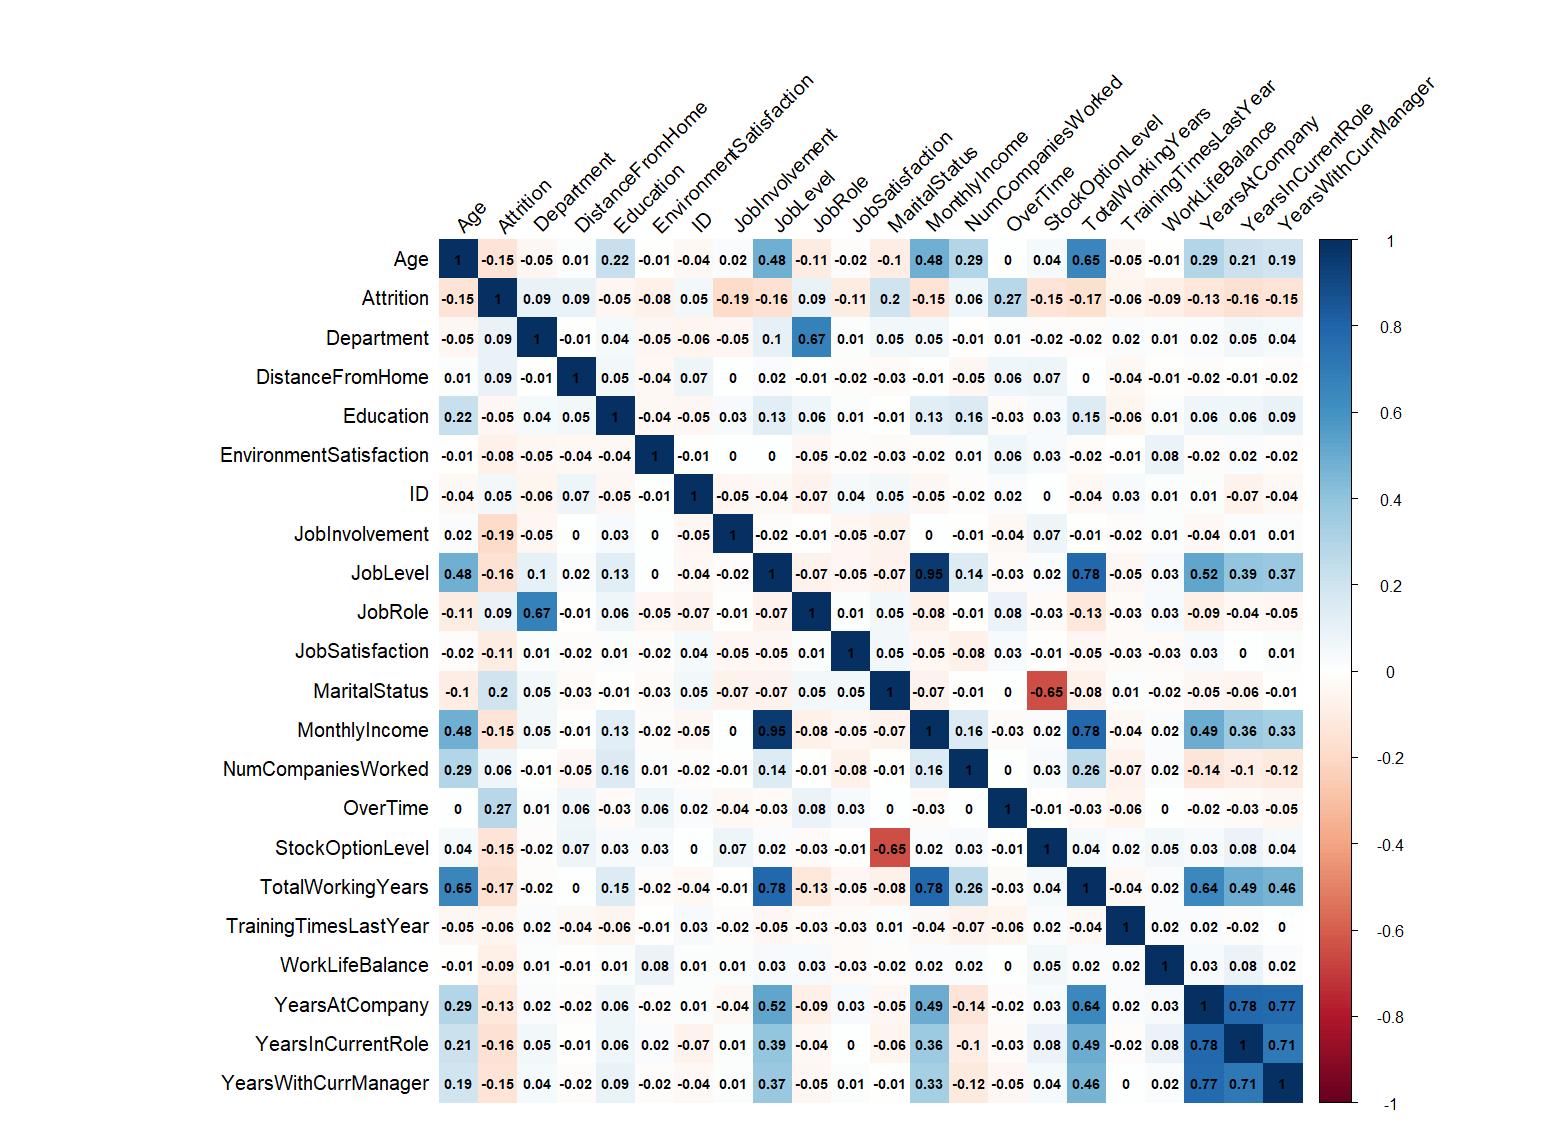 Age Attrition Department DistanceFromHome Education EnvironmentSatisfaction ID JobInvolvement JobLevel JobRole JobSatisfaction MaritalStatus MonthlyIncome NumCompaniesWorked OverTime StockOptionLevel TotalWorkingYears TrainingTimesLastYear WorkLifeBalance YearsAtCompany YearsInCurrentRole YearsWithCurrManager
Age 1 -0.15 -0.05 0.01 0.22 -0.01 -0.04 0.02 0.48 -0.11 -0.02 -0.1 0.48 0.29 0 0.04 0.65 -0.05 -0.01 0.29 0.21 0.19
Attrition -0.15 1 0.09 0.09 -0.05 -0.08 0.05 -0.19 -0.16 0.09 -0.11 0.2 -0.15 0.06 0.27 -0.15 -0.17 -0.06 -0.09 -0.13 -0.16 -0.15
Department -0.05 0.09 1 -0.01 0.04 -0.05 -0.06 -0.05 0.1 0.67 0.01 0.05 0.05 -0.01 0.01 -0.02 -0.02 0.02 0.01 0.02 0.05 0.04
DistanceFromHome 0.01 0.09 -0.01 1 0.05 -0.04 0.07 0 0.02 -0.01 -0.02 -0.03 -0.01 -0.05 0.06 0.07 0 -0.04 -0.01 -0.02 -0.01 -0.02
Education 0.22 -0.05 0.04 0.05 1 -0.04 -0.05 0.03 0.13 0.06 0.01 -0.01 0.13 0.16 -0.03 0.03 0.15 -0.06 0.01 0.06 0.06 0.09
EnvironmentSatisfaction -0.01 -0.08 -0.05 -0.04 -0.04 1 -0.01 0 0 -0.05 -0.02 -0.03 -0.02 0.01 0.06 0.03 -0.02 -0.01 0.08 -0.02 0.02 -0.02
ID -0.04 0.05 -0.06 0.07 -0.05 -0.01 1 -0.05 -0.04 -0.07 0.04 0.05 -0.05 -0.02 0.02 0 -0.04 0.03 0.01 0.01 -0.07 -0.04
JobInvolvement 0.02 -0.19 -0.05 0 0.03 0 -0.05 1 -0.02 -0.01 -0.05 -0.07 0 -0.01 -0.04 0.07 -0.01 -0.02 0.01 -0.04 0.01 0.01
JobLevel 0.48 -0.16 0.1 0.02 0.13 0 -0.04 -0.02 1 -0.07 -0.05 -0.07 0.95 0.14 -0.03 0.02 0.78 -0.05 0.03 0.52 0.39 0.37
JobRole -0.11 0.09 0.67 -0.01 0.06 -0.05 -0.07 -0.01 -0.07 1 0.01 0.05 -0.08 -0.01 0.08 -0.03 -0.13 -0.03 0.03 -0.09 -0.04 -0.05
JobSatisfaction -0.02 -0.11 0.01 -0.02 0.01 -0.02 0.04 -0.05 -0.05 0.01 1 0.05 -0.05 -0.08 0.03 -0.01 -0.05 -0.03 -0.03 0.03 0 0.01
MaritalStatus -0.1 0.2 0.05 -0.03 -0.01 -0.03 0.05 -0.07 -0.07 0.05 0.05 1 -0.07 -0.01 0 -0.65 -0.08 0.01 -0.02 -0.05 -0.06 -0.01
MonthlyIncome 0.48 -0.15 0.05 -0.01 0.13 -0.02 -0.05 0 0.95 -0.08 -0.05 -0.07 1 0.16 -0.03 0.02 0.78 -0.04 0.02 0.49 0.36 0.33
NumCompaniesWorked 0.29 0.06 -0.01 -0.05 0.16 0.01 -0.02 -0.01 0.14 -0.01 -0.08 -0.01 0.16 1 0 0.03 0.26 -0.07 0.02 -0.14 -0.1 -0.12
OverTime 0 0.27 0.01 0.06 -0.03 0.06 0.02 -0.04 -0.03 0.08 0.03 0 -0.03 0 1 -0.01 -0.03 -0.06 0 -0.02 -0.03 -0.05
StockOptionLevel 0.04 -0.15 -0.02 0.07 0.03 0.03 0 0.07 0.02 -0.03 -0.01 -0.65 0.02 0.03 -0.01 1 0.04 0.02 0.05 0.03 0.08 0.04
TotalWorkingYears 0.65 -0.17 -0.02 0 0.15 -0.02 -0.04 -0.01 0.78 -0.13 -0.05 -0.08 0.78 0.26 -0.03 0.04 1 -0.04 0.02 0.64 0.49 0.46
TrainingTimesLastYear -0.05 -0.06 0.02 -0.04 -0.06 -0.01 0.03 -0.02 -0.05 -0.03 -0.03 0.01 -0.04 -0.07 -0.06 0.02 -0.04 1 0.02 0.02 -0.02 0
WorkLifeBalance -0.01 -0.09 0.01 -0.01 0.01 0.08 0.01 0.01 0.03 0.03 -0.03 -0.02 0.02 0.02 0 0.05 0.02 0.02 1 0.03 0.08 0.02
YearsAtCompany 0.29 -0.13 0.02 -0.02 0.06 -0.02 0.01 -0.04 0.52 -0.09 0.03 -0.05 0.49 -0.14 -0.02 0.03 0.64 0.02 0.03 1 0.78 0.77
YearsInCurrentRole 0.21 -0.16 0.05 -0.01 0.06 0.02 -0.07 0.01 0.39 -0.04 0 -0.06 0.36 -0.1 -0.03 0.08 0.49 -0.02 0.08 0.78 1 0.71
YearsWithCurrManager 0.19 -0.15 0.04 -0.02 0.09 -0.02 -0.04 0.01 0.37 -0.05 0.01 -0.01 0.33 -0.12 -0.05 0.04 0.46 0 0.02 0.77 0.71 1
1
0.8
0.6
0.4
0.2
0
-0.2
-0.4
-0.6
-0.8
-1